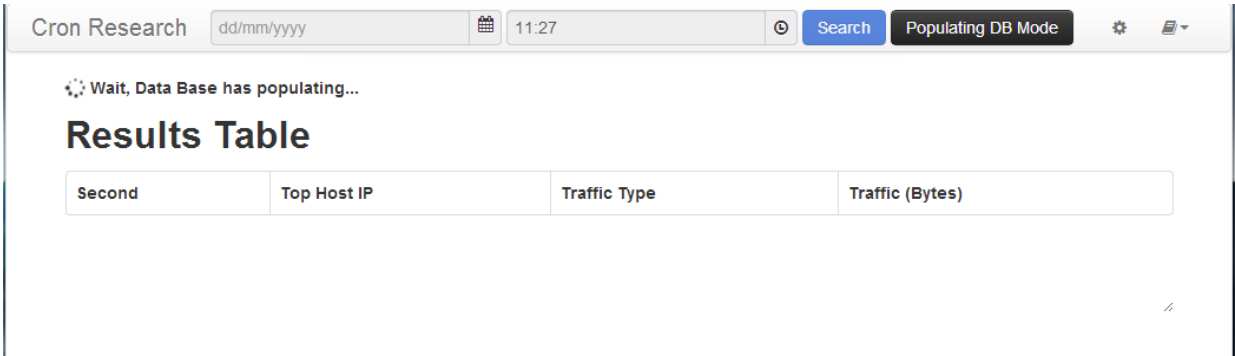 Cron Research dd/mm/yyyy 11:27 Search Populating DB Mode
Wait, Data Base has populating...
Results Table
Second Top Host IP Traffic Type Traffic (Bytes)